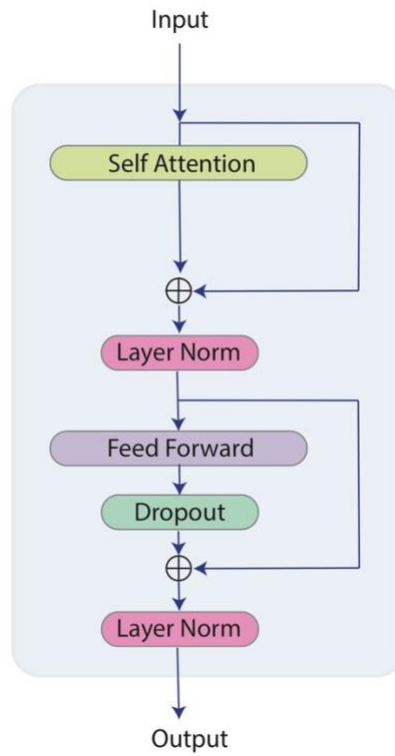 Input
Self Attention
Layer Norm
Feed Forward
Dropout
Layer Norm
Output